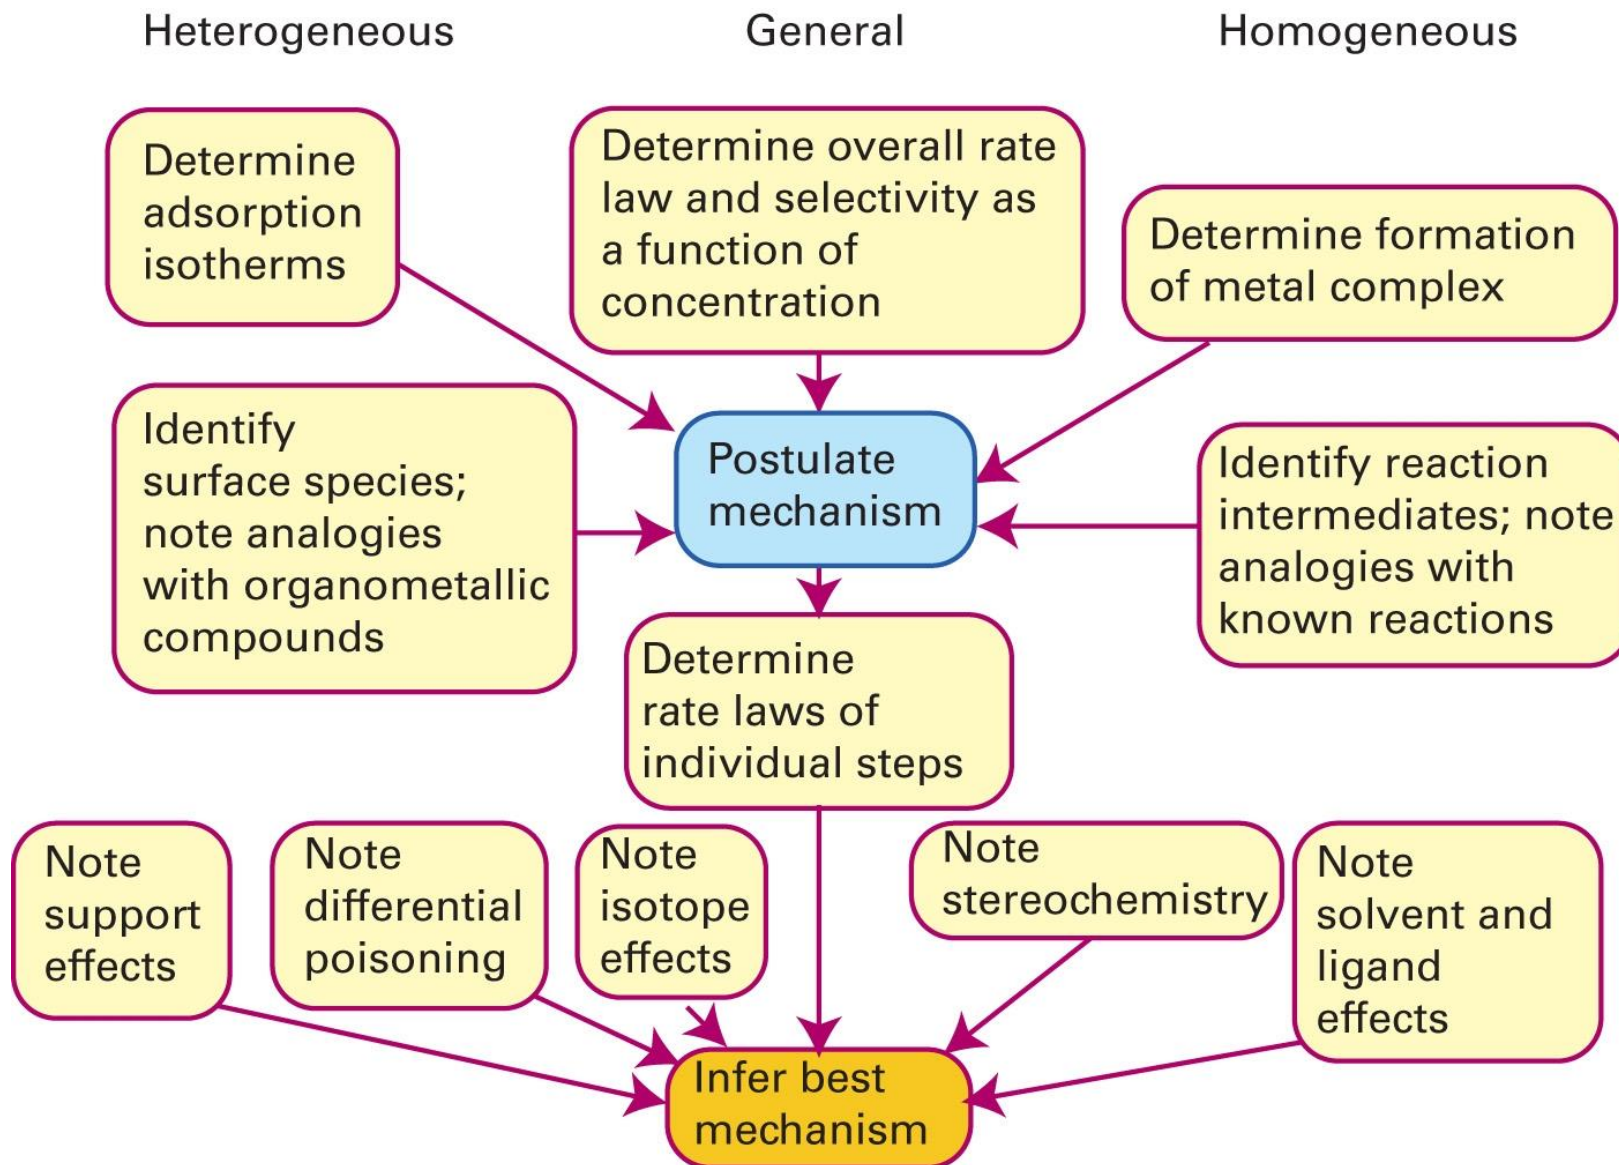 Heterogeneous
General
Homogeneous
Determine
adsorption
isotherms
Determine overall rate
law and selectivity as
a function of
concentration
Determine formation
of metal complex
Identify
surface species;
note analogies
with organometallic
compounds
Postulate
mechanism
Identify reaction
intermediates; note
analogies with
known reactions
Determine
rate laws of
individual steps
Note
support
effects
Note
differential
poisoning
Note
isotope
effects
Note
stereochemistry
Note
solvent and
ligand
effects
Infer best
mechanism